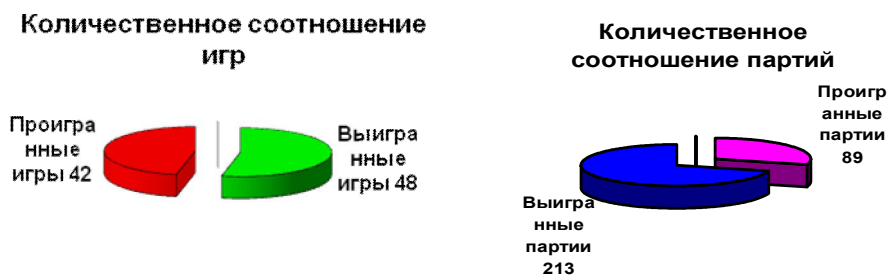 Количественное соотношение
игр
Проигра
нные
игры 42
Выигра
нные
игры 48
Количественное
соотношение партий
Проигр
анные
партии
89
Выигра
нные
партии
213